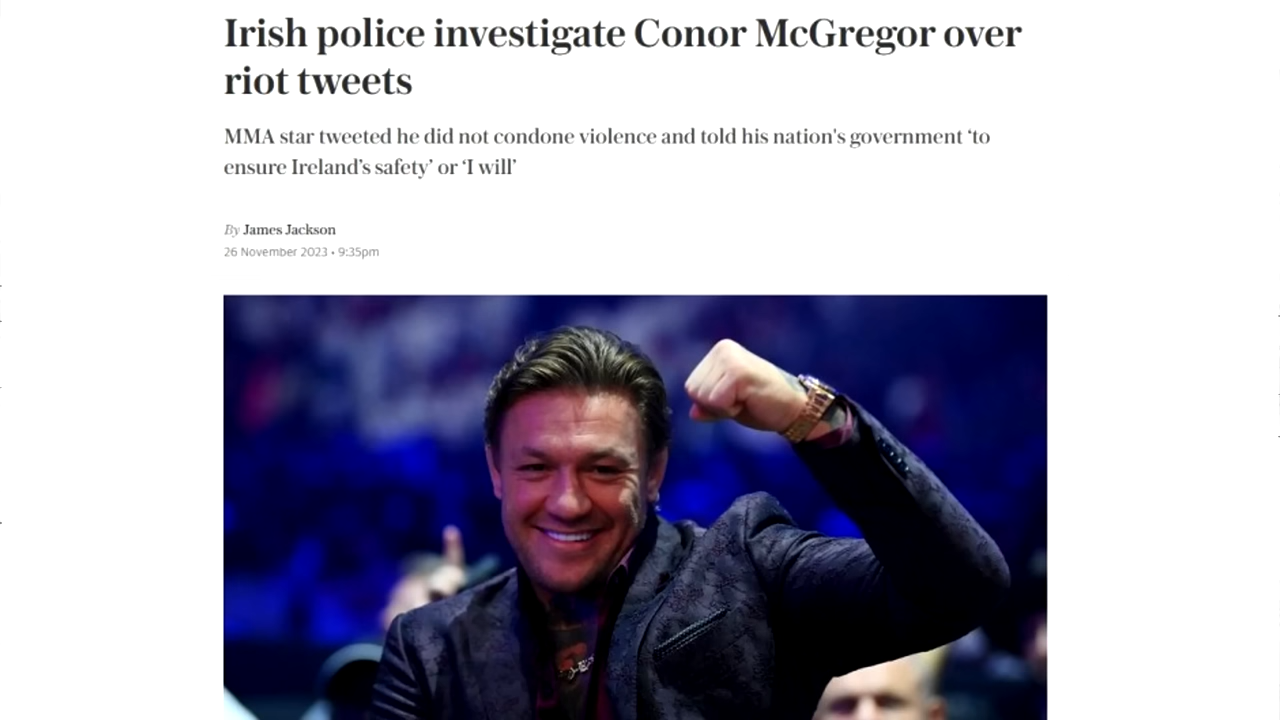 Irish police investigate Conor McGregor over
riot tweets
MMA star tweeted he did not condone violence and told his nation's government ‘to
ensure Ireland’s safety’ or ‘I will’
By James Jackson
26 November 2023 • 9:35pm